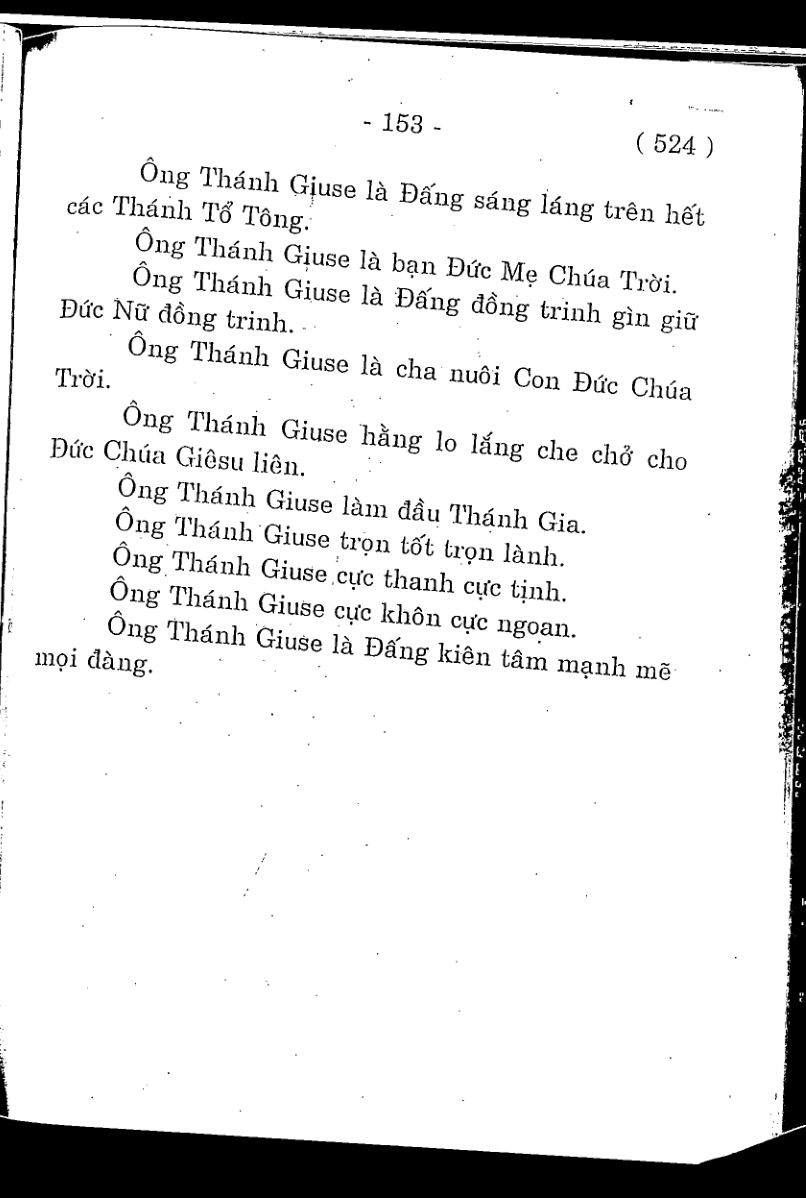 - 153 -
( 524 )
Ông Thánh Giuse là Đấng sáng láng trên hết
các Thánh Tổ Tông.
Ông Thánh Giuse là bạn Đức Mẹ Chúa Trời.
Ông Thánh Giuse là Đấng đồng trinh gìn giữ
Đức Nữ đồng trinh.
Ông Thánh Giuse là cha nuôi Con Đức Chúa
Trời.
Ông Thánh Giuse hằng lo lắng che chở cho
Đức Chúa Giêsu liên.
Ông Thánh Giuse làm đầu Thánh Gia.
Ông Thánh Giuse trọn tốt trọn lành.
Ông Thánh Giuse cực thanh cực tịnh.
Ông Thánh Giuse cực khôn cực ngoan.
Ông Thánh Giuse là Đấng kiên tâm mạnh mẽ
mọi đàng.